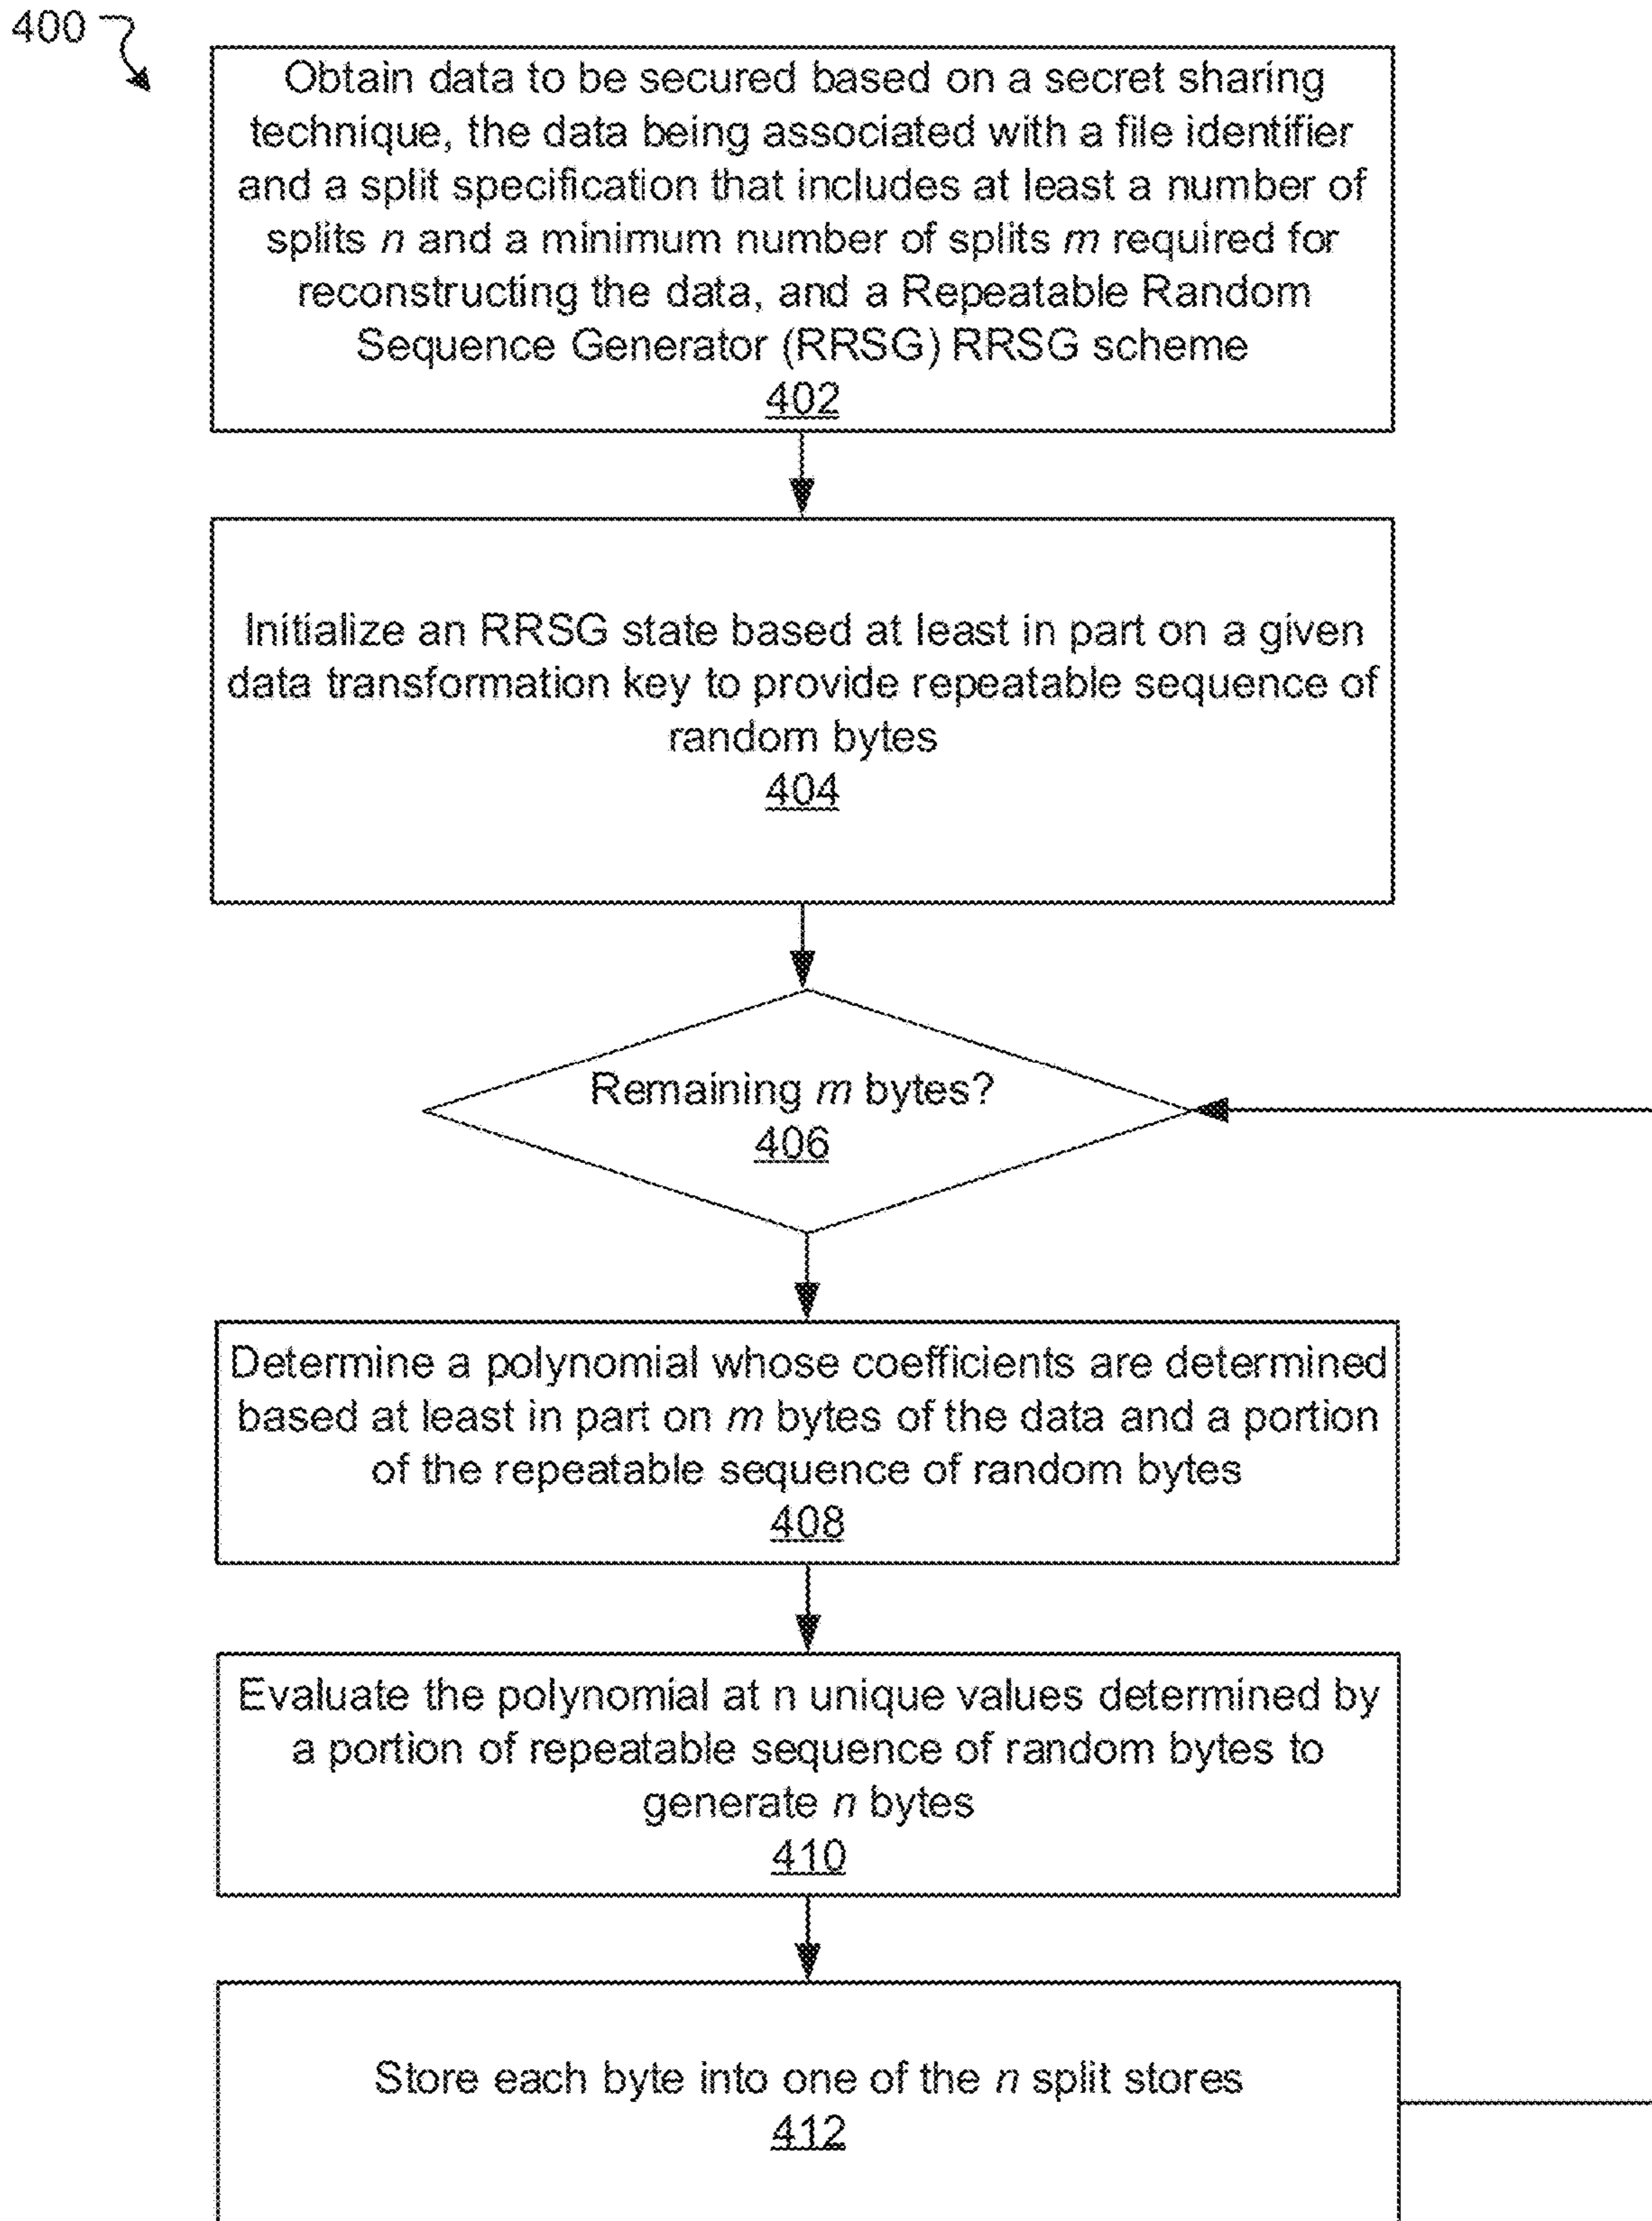 400
Obtain data to be secured based on a secret sharing
technique, the data being associated with a file identifier
and a split specification that includes at least a number of
splits n and a minimum number of splits m required for
reconstructing the data, and a Repeatable Random
Sequence Generator (RRSG) RRSG scheme
402
Initialize an RRSG state based at least in part on a given
data transformation key to provide repeatable sequence of
random bytes
404
Remaining m bytes?
406
Determine a polynomial whose coefficients are determined
based at least in part on m bytes of the data and a portion
of the repeatable sequence of random bytes
408
Evaluate the polynomial at n unique values determined by
a portion of repeatable sequence of random bytes to
generate n bytes
410
Store each byte into one of the n split stores
412